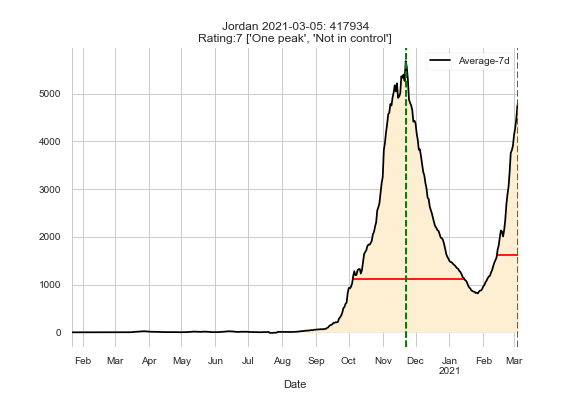 Jordan 2021-03-05: 417934
Rating:7 ['One peak', 'Not in control']
Average-7d
5000
4000
3000
2000
1000
0
Feb Mar Apr May Jun Jul Aug Sep Oct Nov Dec Jan Feb Mar
2021
Date